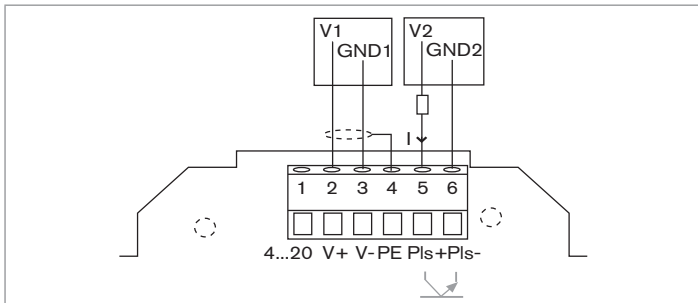 V1
GND1
V2
GND2
I
1 2 3 4 5 6
4...20 V+ V- PE Pls+ Pls-